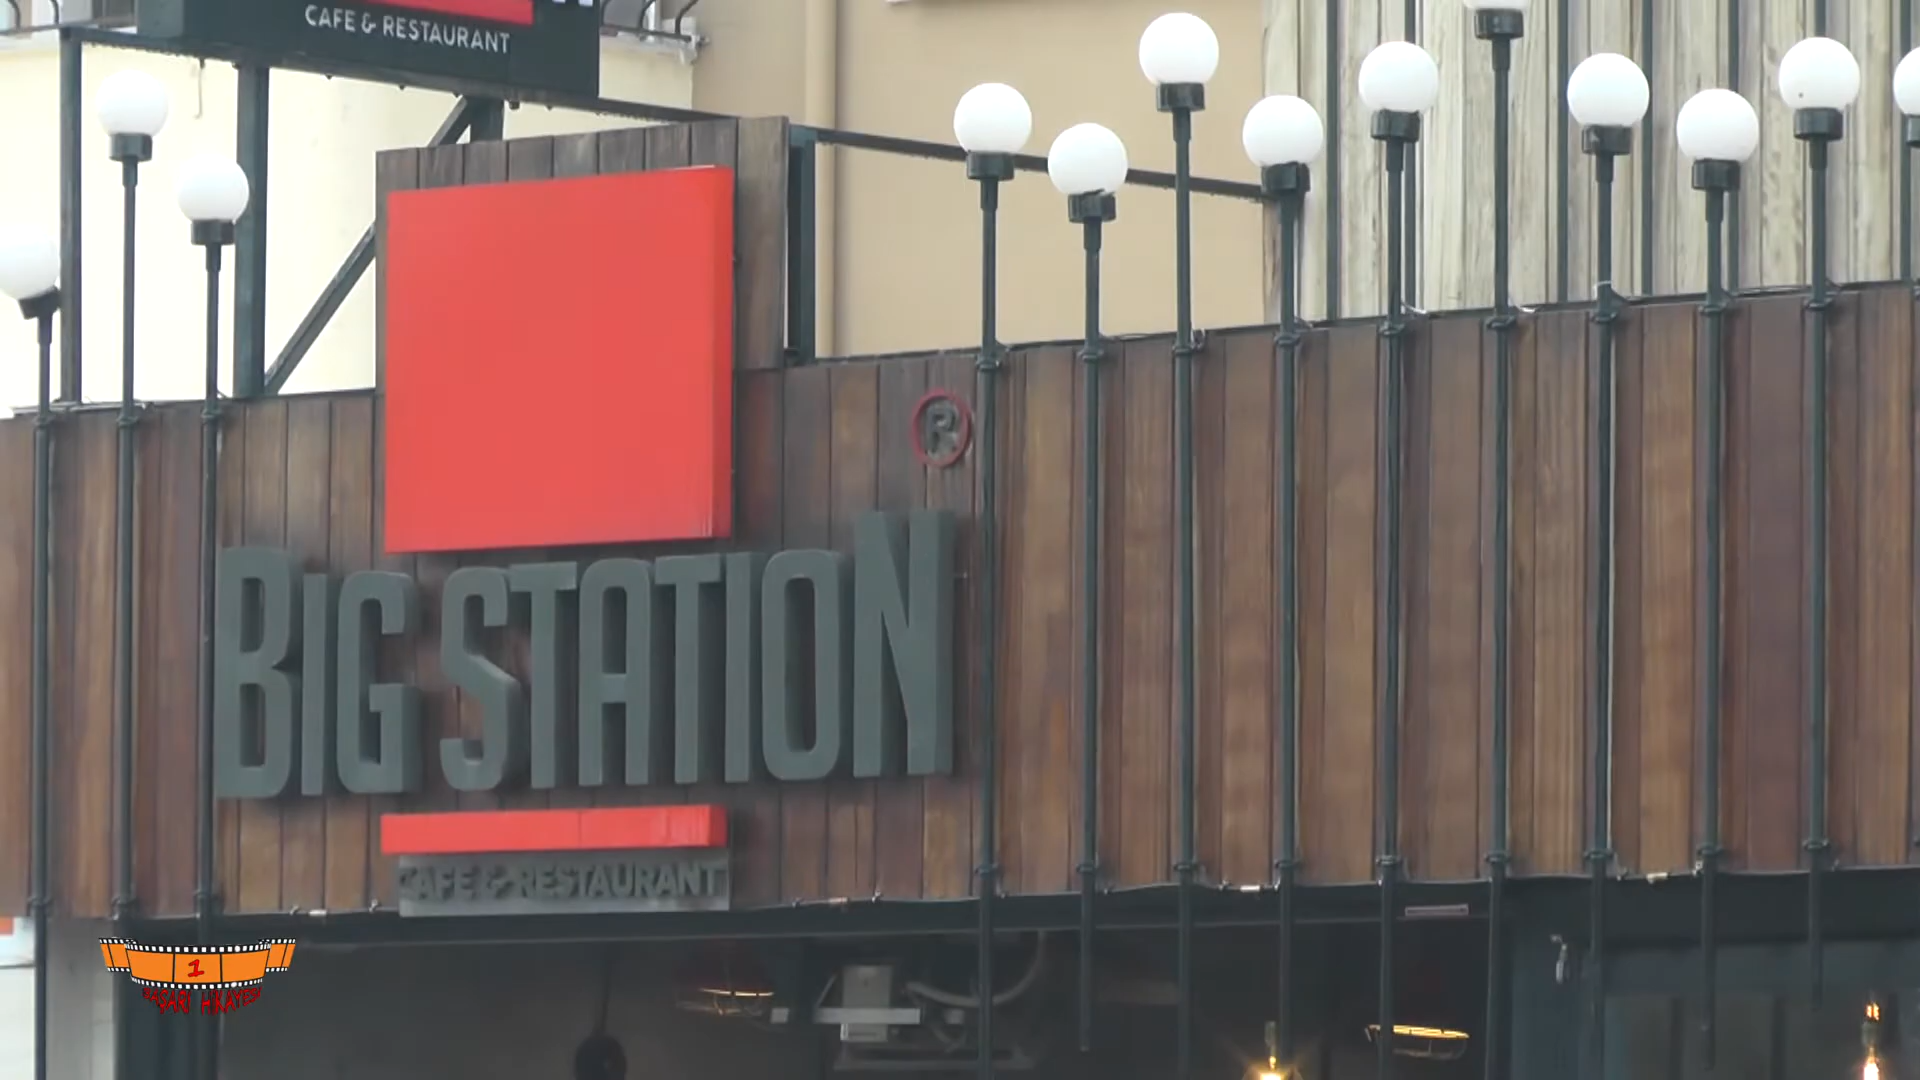 CAFE & RESTAURANT
®
BIG STATION
CAFE & RESTAURANT
1
BAŞARI HİKAYESİ